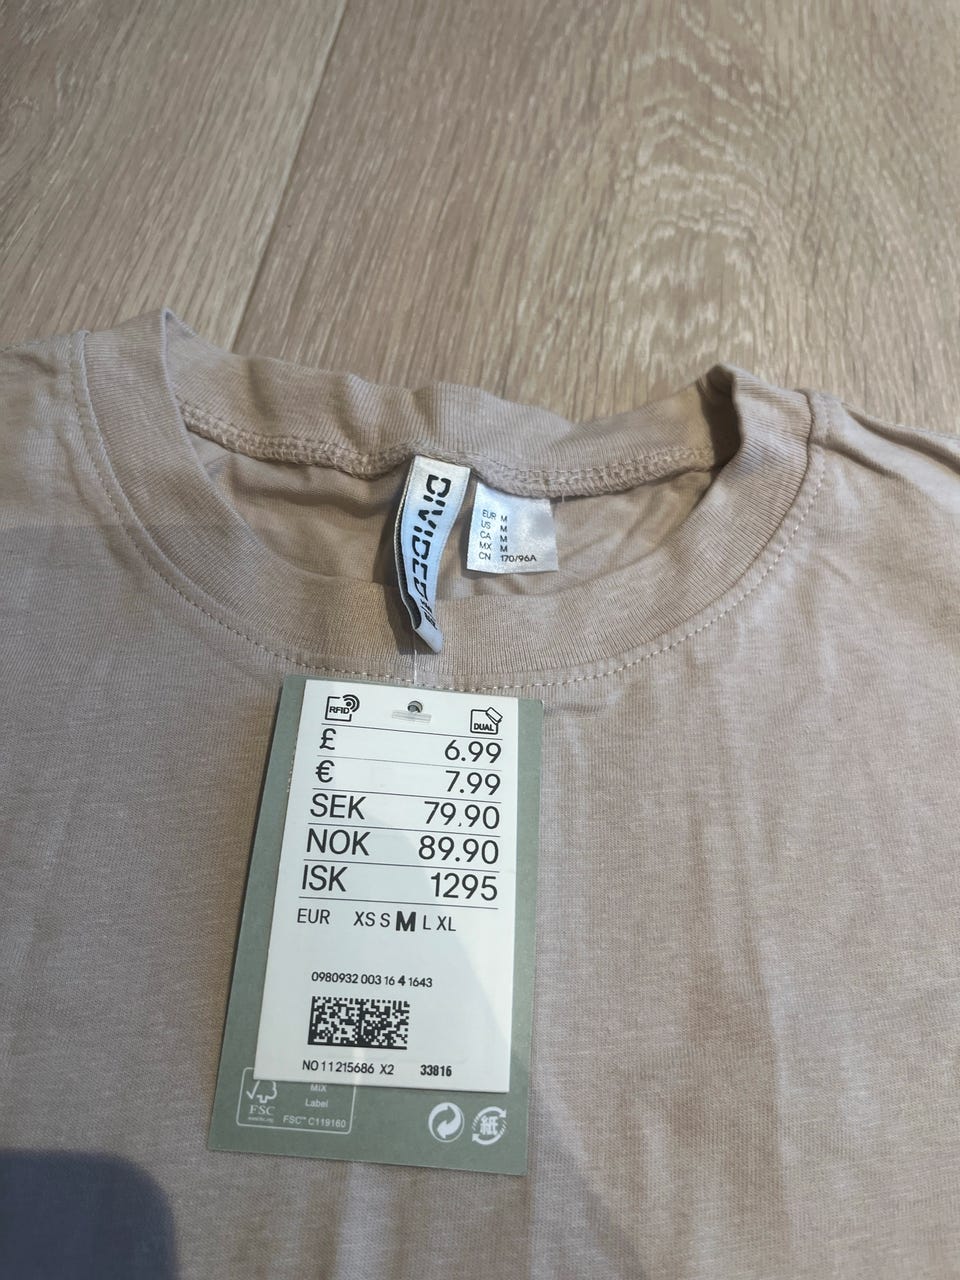 DIVIDED
EUR M
US M
CA M
MX M
CN 170/96A
RFID
DUAL
£ 6.99
€ 7.99
SEK 79.90
NOK 89.90
ISK 1295
EUR XS S M L XL
0980932 003 16 4 1643
NO 11215686 X2 33816
MIX
Label
FSC
FSC™ C119160
紙